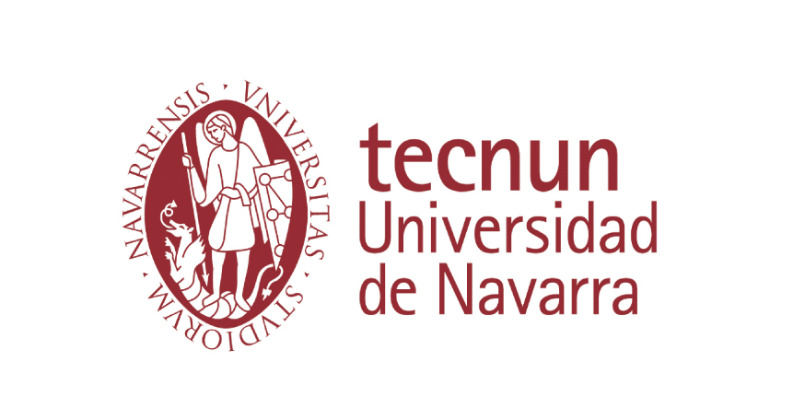 VNIVERSITAS · STVDIORVM · NAVARRENSIS ·
tecnun
Universidad
de Navarra